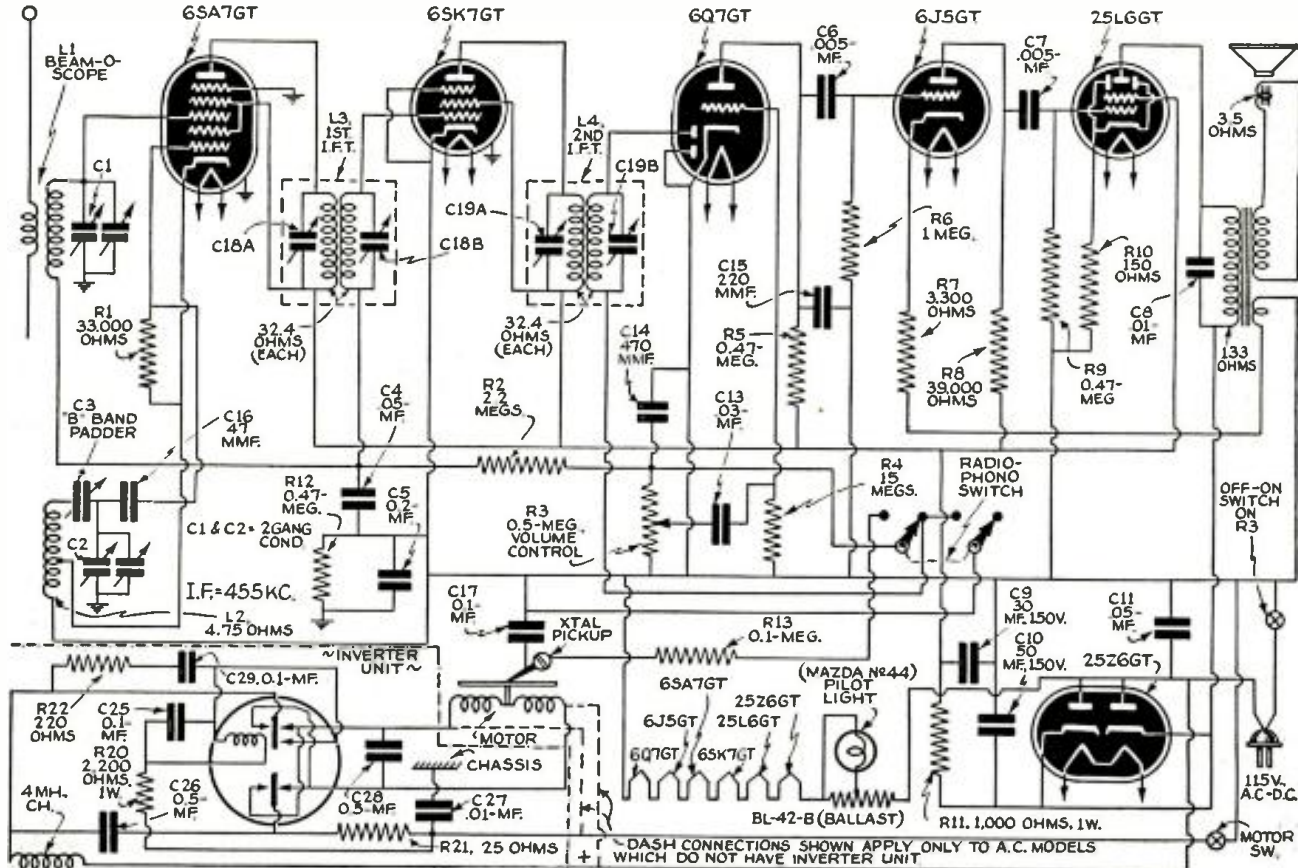 6SA7GT
6SK7GT
6Q7GT
6J5GT
25L6GT
L1
BEAM-O-
SCOPE
C1
L3,
1ST
I.F.T.
C18A
C18B
L4,
2ND
I.F.T.
C19A
C19B
C6
.005-
MF.
C7
.005-
MF.
3.5
OHMS
R1
33,000
OHMS
32.4
OHMS
(EACH)
32.4
OHMS
(EACH)
C14
470
MMF.
C15
220
MMF.
R5
0.47-
MEG.
R6
1 MEG.
R7
3,300
OHMS
R8
39,000
OHMS
R9
0.47-
MEG
R10
150
OHMS
C8
.01
MF
133
OHMS
C3
"B" BAND
PADDER
C16
47
MMF.
C4
.05-
MF.
R2
2.2
MEGS.
C13
.03-
MF.
R12
0.47-
MEG.
C5
0.2-
MF.
C1 & C2 = 2 GANG
COND.
C2
R3
0.5-MEG.
VOLUME
CONTROL
R4
15
MEGS.
RADIO-
PHONO
SWITCH
OFF-ON
SWITCH
ON
R3
I.F.=455KC.
L2,
4.75 OHMS
C17
0.1-
MF.
XTAL
PICKUP
R13
0.1-MEG.
C9
30
MF.150V.
C10
50
MF.,150V.
C11
.05-
MF.
25Z6GT
~INVERTER
UNIT~
C29,0.1-MF.
R22
220
OHMS
C25
0.1-
MF.
R20
2,200
OHMS,
1W.
C26
0.5-
MF.
4 MH.
CH.
MOTOR
CHASSIS
C28
0.5-MF.
C27
.01-MF.
R21, 25 OHMS
6SA7GT
6J5GT
25L6GT
25Z6GT
6Q7GT
6SK7GT
(MAZDA Nº44)
PILOT
LIGHT
BL-42-B (BALLAST)
R11, 1,000 OHMS, 1W.
115V.
A.C.-D.C.
MOTOR
SW.
+
DASH CONNECTIONS SHOWN APPLY ONLY TO A.C. MODELS
WHICH DO NOT HAVE INVERTER UNIT